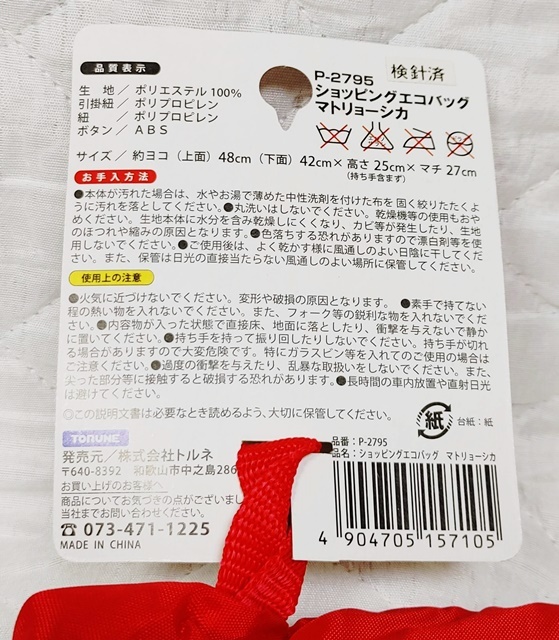 品質表示
生 地／ポリエステル100%
引掛紐／ポリプロピレン
紐 ／ポリプロピレン
ボタン／ABS
検針済
P-2795
ショッピングエコバッグ
マトリョーシカ
サイズ／約ヨコ（上面）48cm（下面）42cm×高さ25cm×マチ27cm
（持ち手含まず）
お手入方法
●本体が汚れた場合は、水やお湯で薄めた中性洗剤を付けた布を固く絞りたたくよ
うに汚れを落としてください。●丸洗いはしないでください。乾燥機等の使用もおや
めください。生地本体に水分を含み乾燥しにくくなり、カビ等が発生したり、生地
のほつれや縮みの原因となります。●色落ちする恐れがありますので漂白剤等を使
用しないでください。●ご使用後は、よく乾かす様に風通しのよい日陰に干してくだ
さい。また、保管は日光の直接当たらない風通しのよい場所に保管してください。
使用上の注意
●火気に近づけないでください。変形や破損の原因となります。●素手で持てない
程の熱い物を入れないでください。また、フォーク等の鋭利な物を入れないでくださ
い。●内容物が入った状態で直接床、地面に落としたり、衝撃を与えないで静か
に置いてください。●持ち手を持って振り回したりしないでください。持ち手が切れ
る場合がありますので大変危険です。特にガラスビン等を入れてのご使用の場合は
ご注意ください。●過度の衝撃を与えたり、乱暴な取扱いをしないでください。また、
尖った部分等に接触すると破損する恐れがあります。●長時間の車内放置や直射日光
は避けてください。
◎この説明文書は必要なとき読めるよう、大切に保管してください。
紙
台紙：紙
TORUNE
発売元／株式会社トルネ
〒640-8392 和歌山市中之島286
お買い上げのお客様へ
商品についてお気づきの点がございまし
当社までお問い合わせください。
☎073-471-1225
MADE IN CHINA
品番：P-2795
品名：ショッピングエコバッグ マトリョーシカ
4 904705 157105